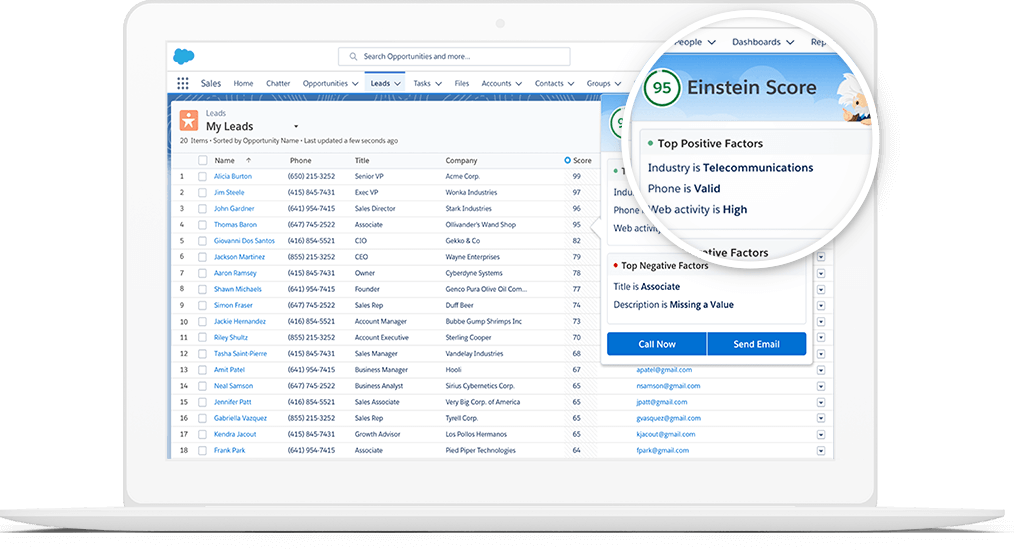 Search Opportunities and more...
People Dashboards Rep
Sales Home Chatter Opportunities Leads Tasks Files Accounts Contacts Groups
95 Einstein Score
Leads
My Leads
20 Items • Sorted by Opportunity Name • Last updated a few seconds ago
Top Positive Factors
Industry is Telecommunications
Phone is Valid
Web activity is High
Phone
Web activity
Top Negative Factors
Title is Associate
Description is Missing a Value
Call Now Send Email
Name Phone Title Company Score
1 Alicia Burton (650) 215-3252 Senior VP Acme Corp. 99
2 Jim Steele (415) 845-7431 Exec VP Wonka Industries 97
3 John Gardner (641) 954-7415 Sales Director Stark Industries 96
4 Thomas Baron (647) 745-2522 Associate Ollivander's Wand Shop 95
5 Giovanni Dos Santos (416) 854-5521 CIO Gekko & Co 82
6 Jackson Martinez (855) 215-3252 CEO Wayne Enterprises 79
7 Aaron Ramsey (415) 845-7431 Owner Cyberdyne Systems 78
8 Shawn Michaels (641) 954-7415 Founder Genco Pura Olive Oil Com... 77
9 Simon Fraser (647) 745-2522 Sales Rep Duff Beer 74
10 Jackie Hernandez (416) 854-5521 Account Manager Bubbe Gump Shrimps Inc 73
11 Riley Shultz (855) 215-3252 Account Executive Sterling Cooper 70
12 Tasha Saint-Pierre (415) 845-7431 Sales Manager Vandelay Industries 68
13 Amit Patel (641) 954-7415 Business Manager Hooli 67 apatel@gmail.com
14 Neal Samson (647) 745-2522 Business Analyst Sirius Cybernetics Corp. 65 nsamson@gmail.com
15 Jennifer Patt (416) 854-5521 Sales Associate Very Big Corp. of America 65 jpatt@gmail.com
16 Gabriella Vazquez (855) 215-3252 Sales Rep Tyrell Corp. 65 gvasquez@gmail.com
17 Kendra Jacout (415) 845-7431 Growth Advisor Los Pollos Hermanos 65 kjacout@gmail.com
18 Frank Park (641) 954-7415 Associate Pied Piper Technologies 64 fpark@gmail.com